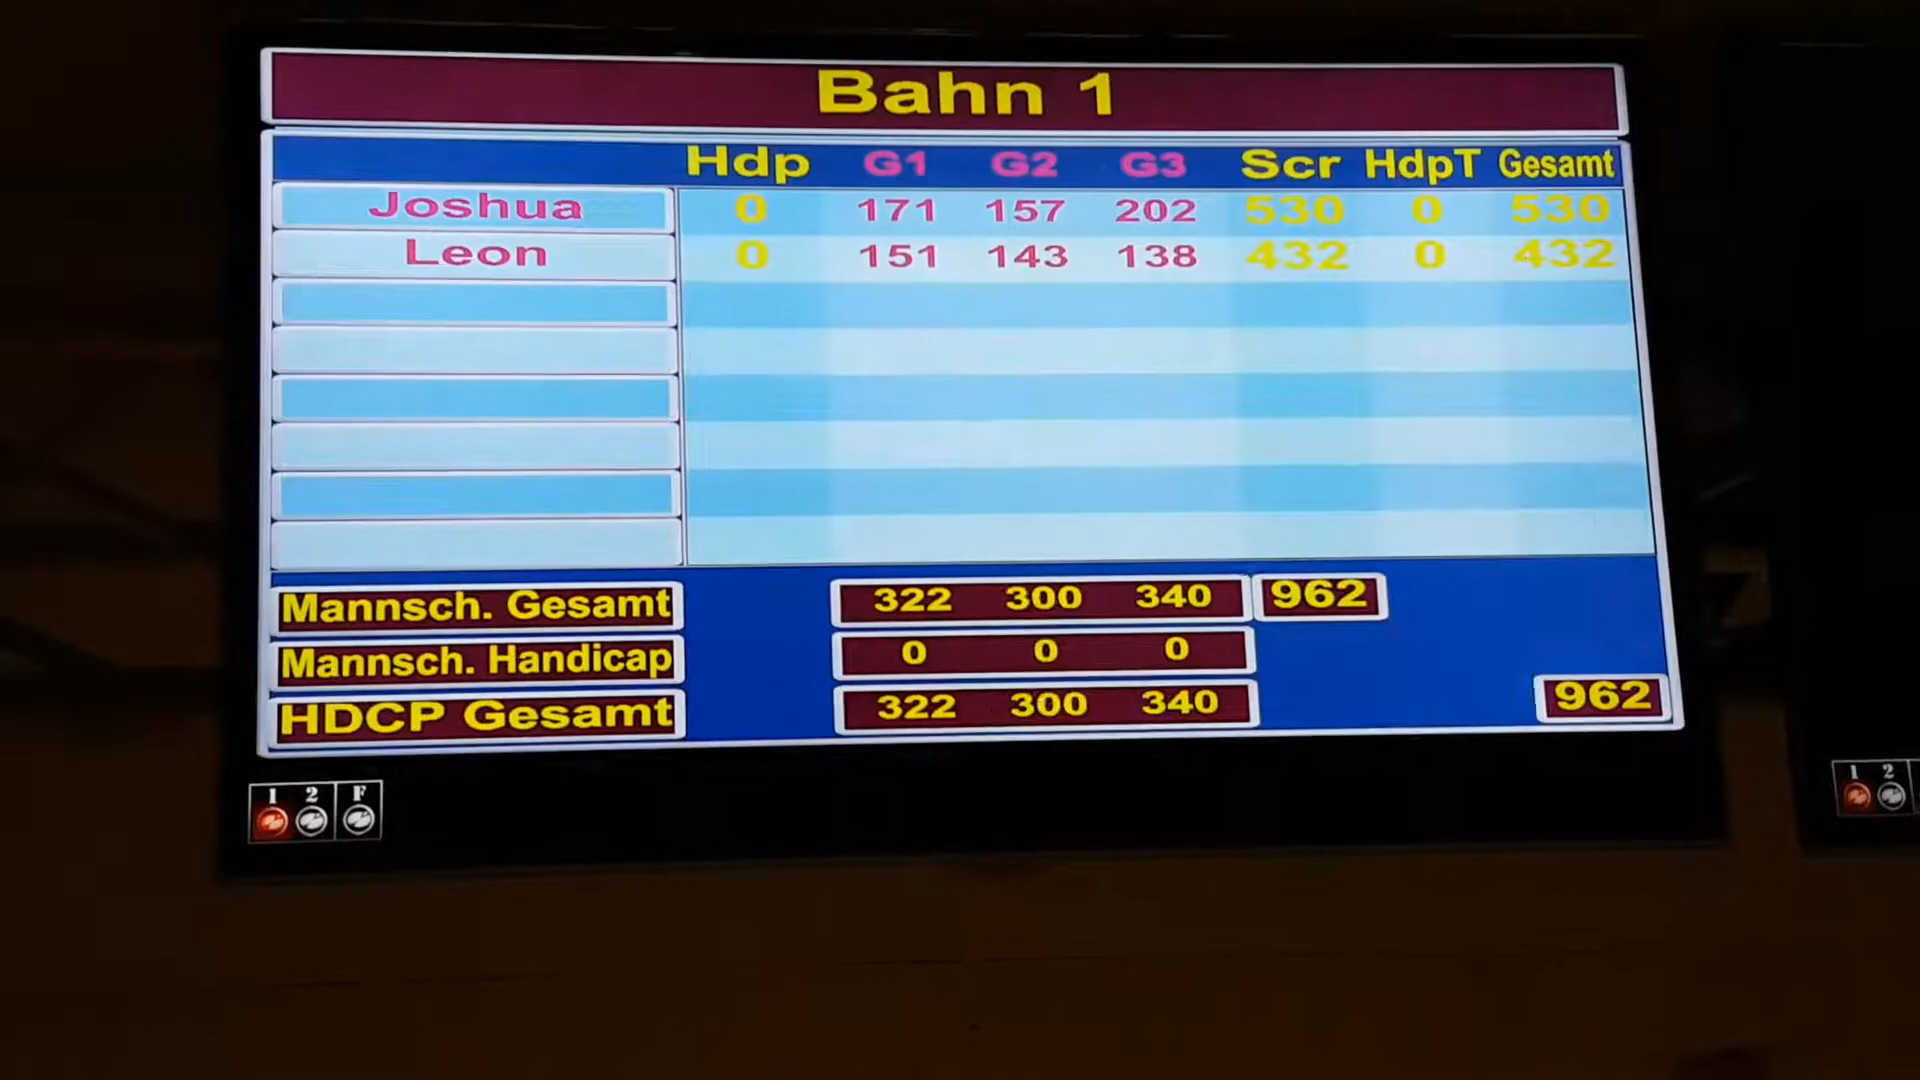 Bahn 1
Hdp G1 G2 G3 Scr HdpT Gesamt
Joshua 0 171 157 202 530 0 530
Leon 0 151 143 138 432 0 432
Mannsch. Gesamt 322 300 340 962
Mannsch. Handicap 0 0 0
HDCP Gesamt 322 300 340 962
1 2 F
1 2